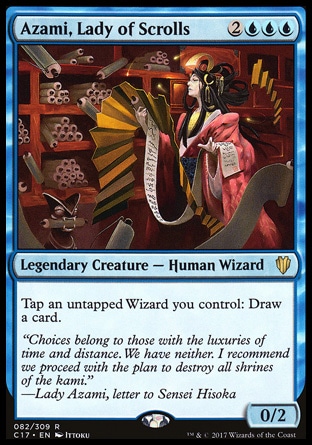 Azami, Lady of Scrolls 2
Legendary Creature — Human Wizard
Tap an untapped Wizard you control: Draw
a card.
“Choices belong to those with the luxuries of
time and distance. We have neither. I recommend
we proceed with the plan to destroy all shrines
of the kami.”
—Lady Azami, letter to Sensei Hisoka
0/2
082/309 R
C17 • EN Ittoku
™ & © 2017 Wizards of the Coast